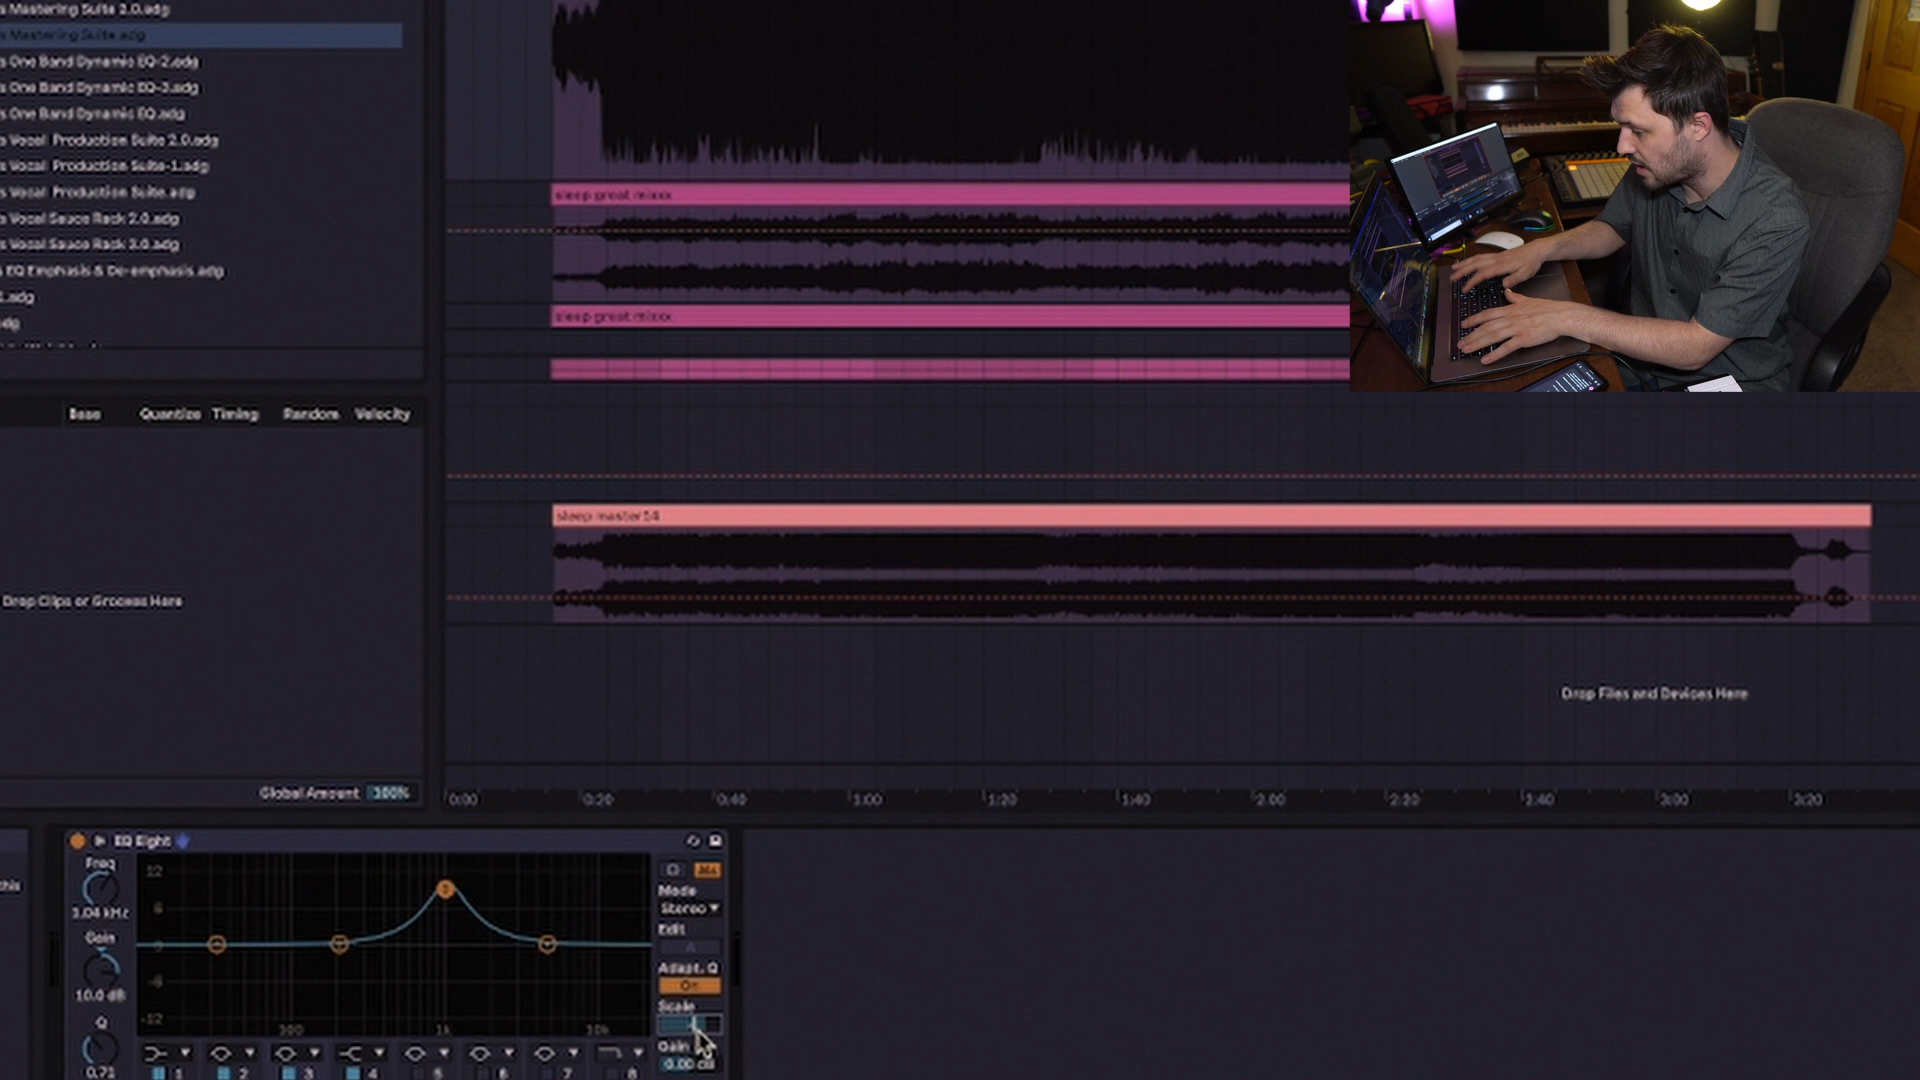 s Mastering Suite 2.0.adg
s Mastering Suite.adg
s One Band Dynamic EQ-2.adg
s One Band Dynamic EQ-3.adg
s One Band Dynamic EQ.adg
s Vocal Production Suite 2.0.adg
s Vocal Production Suite-1.adg
s Vocal Production Suite.adg
s Vocal Sauce Rack 2.0.adg
s Vocal Sauce Rack 3.0.adg
EQ Emphasis & De-emphasis.adg
.adg
dg
sleep great mixxx
sleep great mixxx
Base Quantize Timing Random Velocity
sleep master14
Drop Clips or Grooves Here
Drop Files and Devices Here
Global Amount 100%
0:00 0:20 0:40 1:00 1:20 1:40 2:00 2:20 2:40 3:00 3:20
EQ Eight
this
Freq
1.04 kHz
Gain
10.0 dB
Q
0.71
12
6
0
-6
-12
100 1k 10k
Mode
Stereo
Edit
A
Adapt. Q
On
Scale
Gain
0.00 dB
1 2 3 4 5 6 7 8